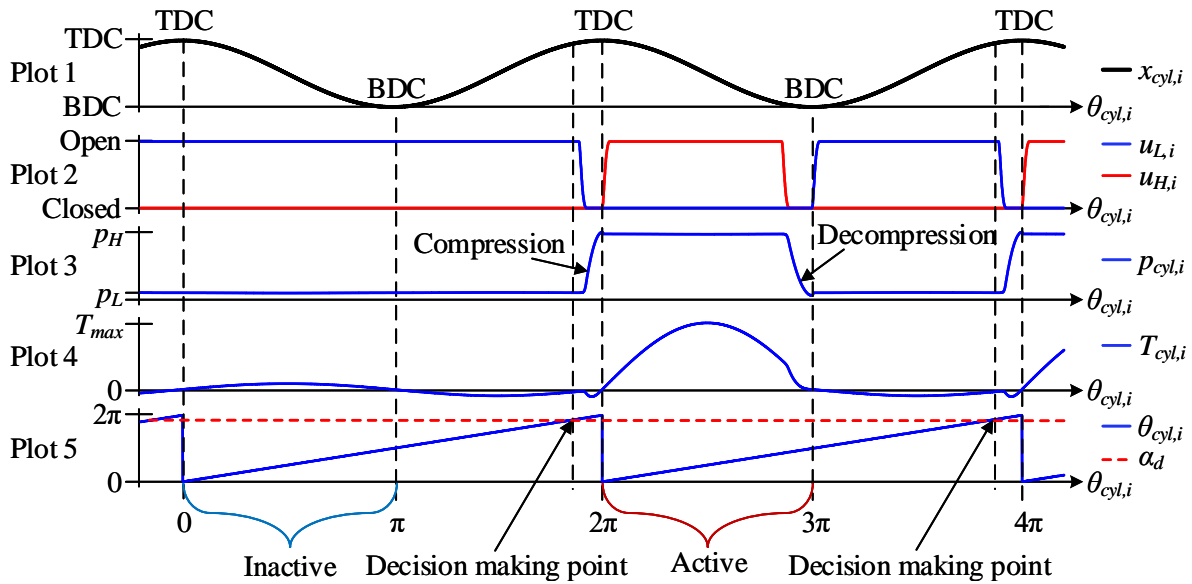 TDC TDC TDC
TDC
Plot 1
BDC BDC
BDC
x_cyl,i
θ_cyl,i
Open
Plot 2
Closed
u_L,i
u_H,i
θ_cyl,i
p_H
Plot 3
p_L
Compression
Decompression
p_cyl,i
θ_cyl,i
T_max
Plot 4
0
T_cyl,i
θ_cyl,i
2π
Plot 5
0
θ_cyl,i
α_d
θ_cyl,i
0 π 2π 3π 4π
Inactive Decision making point Active Decision making point